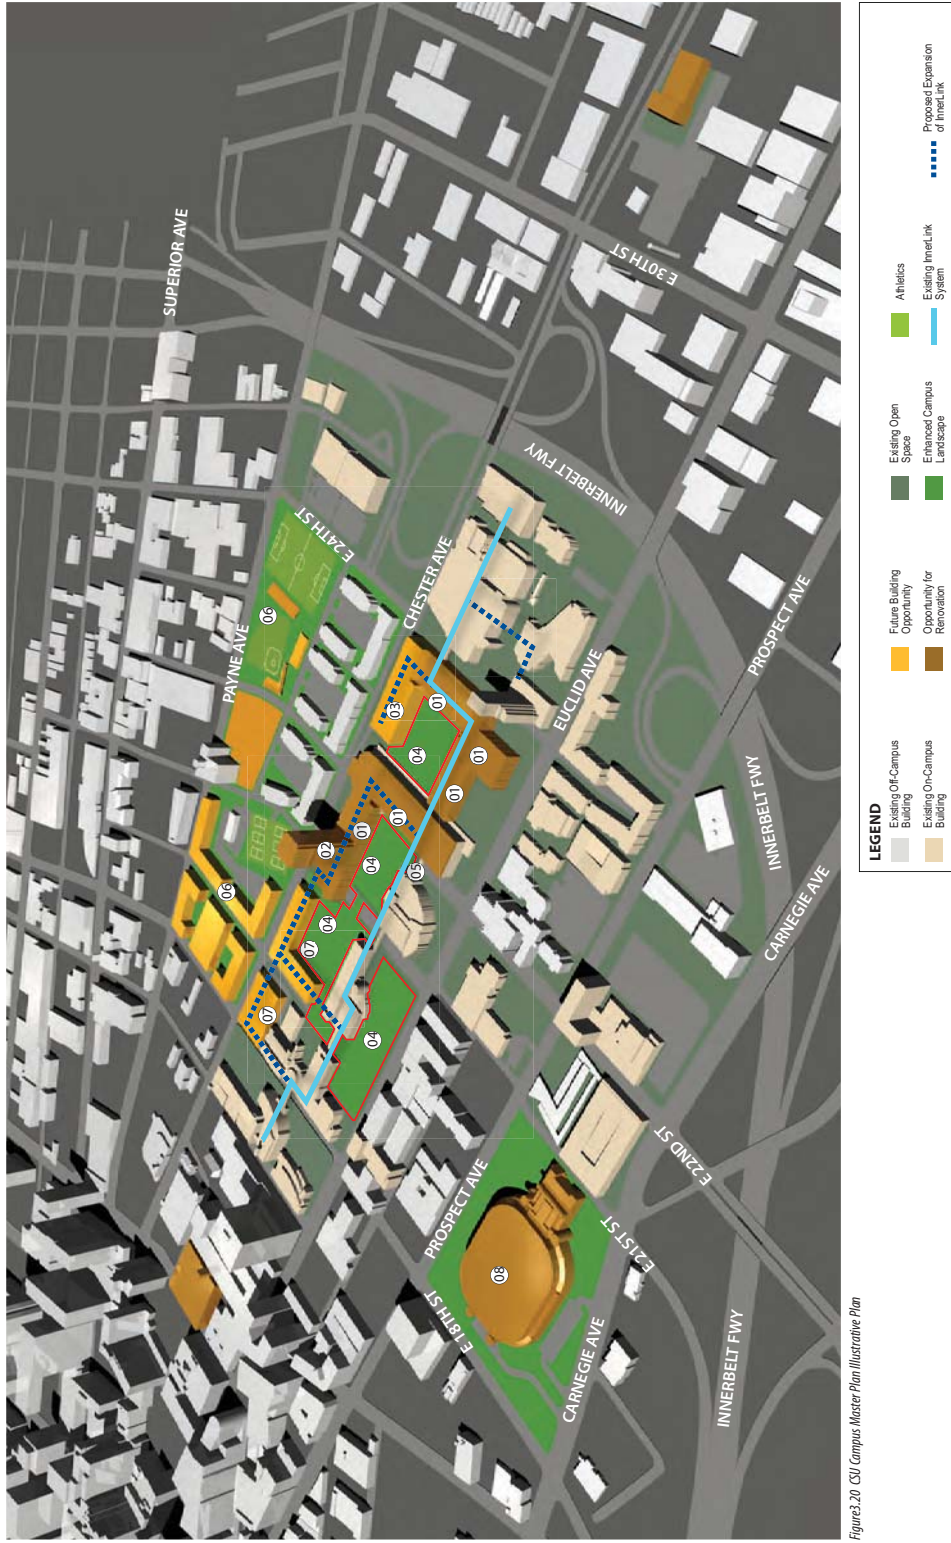 SUPERIOR AVE
E 30TH ST
INNERBELT FWY
E 24TH ST
CHESTER AVE
PAYNE AVE
EUCLID AVE
PROSPECT AVE
INNERBELT FWY
CARNEGIE AVE
06
03
01
04
01
01
01
01
02
04
05
06
04
07
07
04
08
PROSPECT AVE
E 18TH ST
E 21ST ST
E 22ND ST
CARNEGIE AVE
INNERBELT FWY
LEGEND
Existing Off-Campus
Building
Existing On-Campus
Building
Future Building
Opportunity
Opportunity for
Renovation
Existing Open
Space
Enhanced Campus
Landscape
Athletics
Existing InnerLink
System
Proposed Expansion
of InnerLink
Figure3.20 CSU Campus Master Plan Illustrative Plan